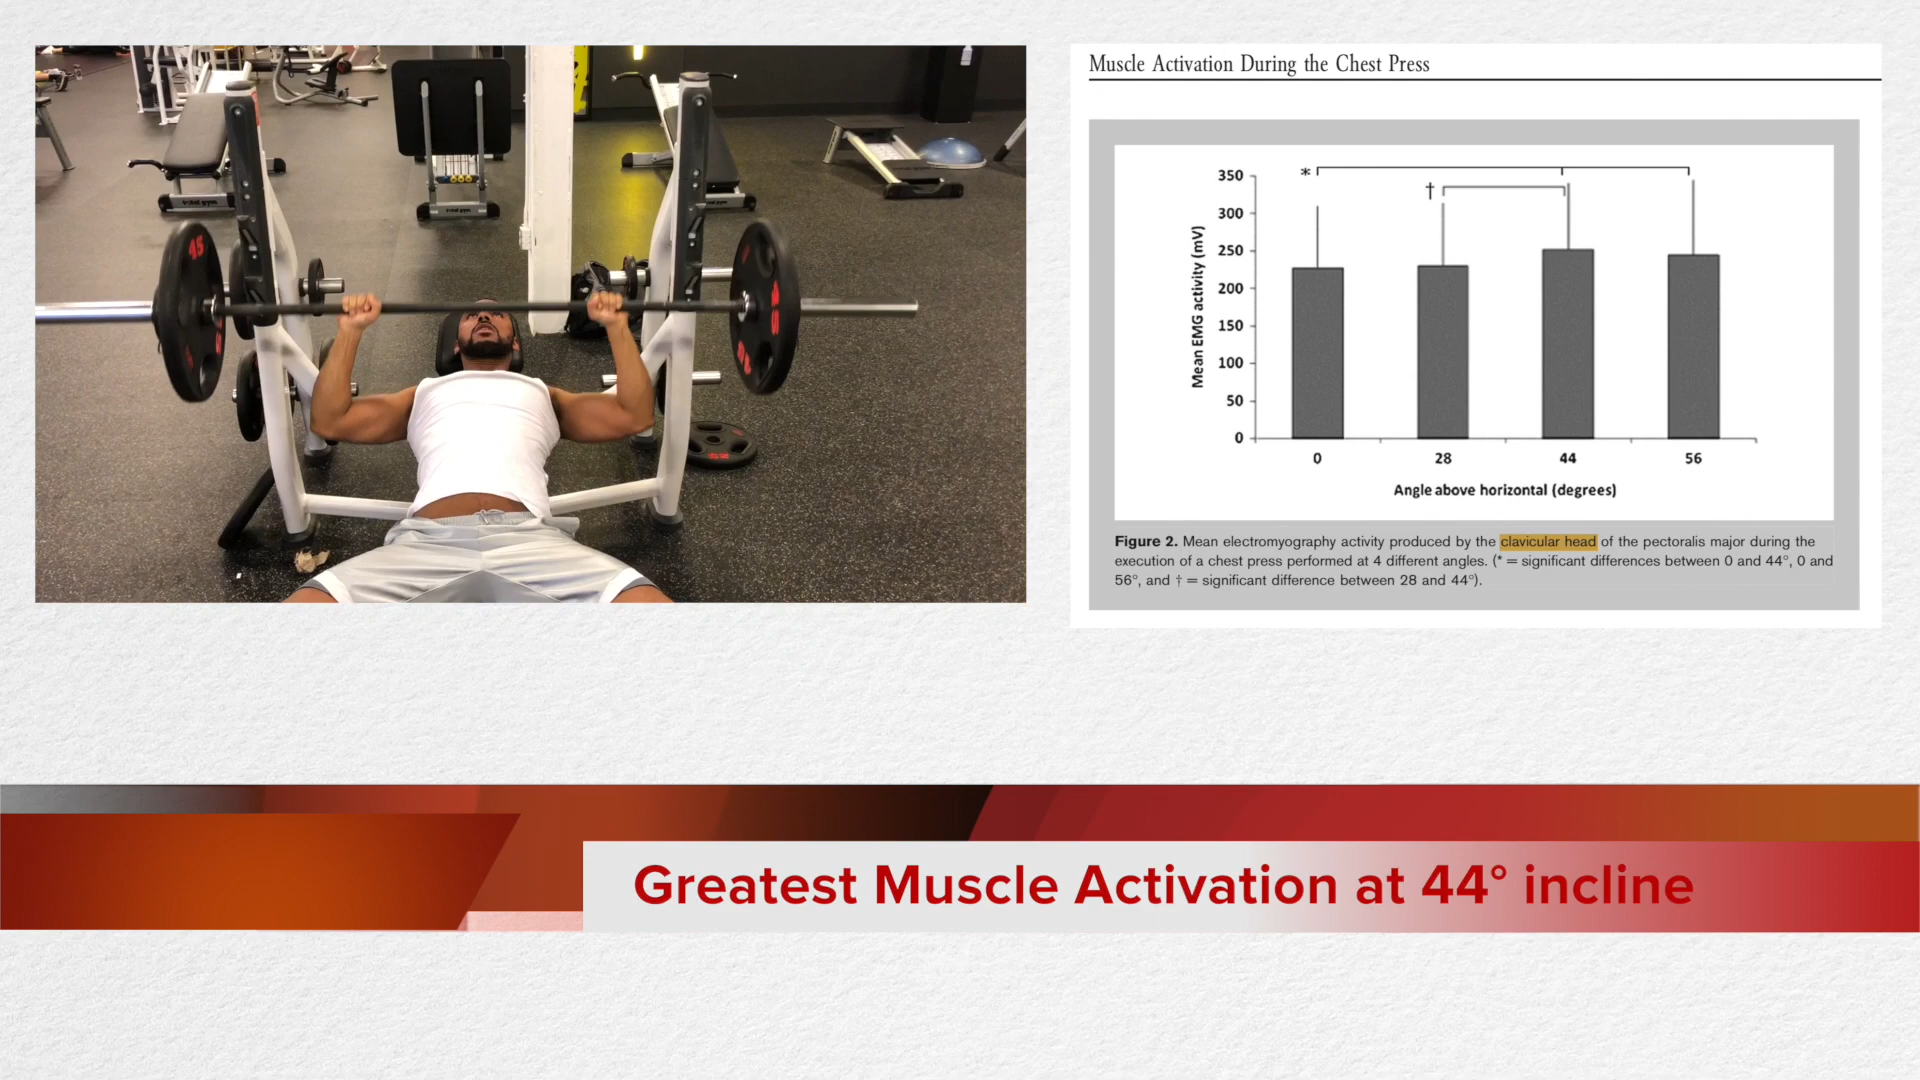 Muscle Activation During the Chest Press
350
300
250
200
150
100
50
0
Mean EMG activity (mV)
*
†
0 28 44 56
Angle above horizontal (degrees)
Figure 2. Mean electromyography activity produced by the clavicular head of the pectoralis major during the
execution of a chest press performed at 4 different angles. (* = significant differences between 0 and 44°, 0 and
56°, and † = significant difference between 28 and 44°).
45
Greatest Muscle Activation at 44° incline